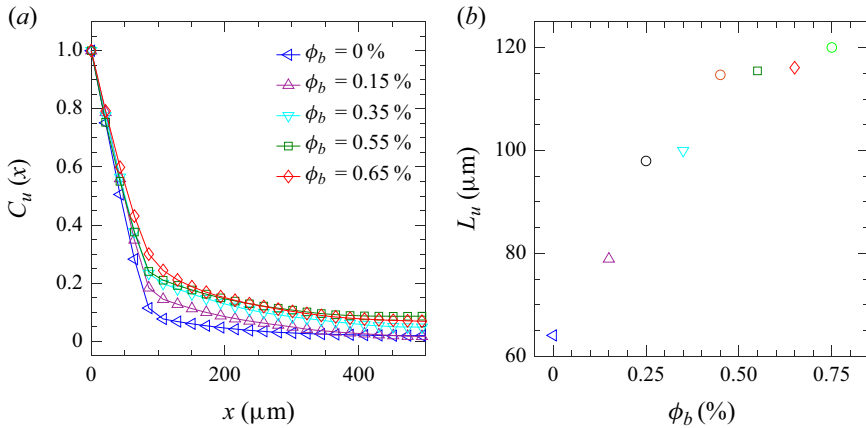 (a)
1.0
0.8
0.6
0.4
0.2
0
C_u (x)
0
200
400
x (μm)
ϕ_b = 0 %
ϕ_b = 0.15 %
ϕ_b = 0.35 %
ϕ_b = 0.55 %
ϕ_b = 0.65 %
(b)
120
100
80
60
L_u (μm)
0
0.25
0.50
0.75
ϕ_b (%)